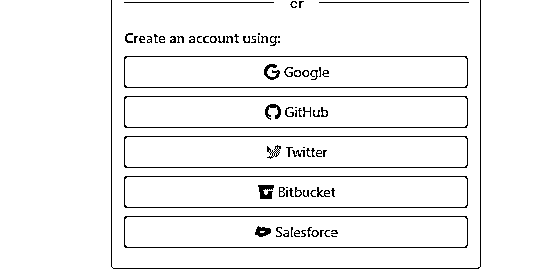 or
Create an account using:
Google
GitHub
Twitter
Bitbucket
Salesforce